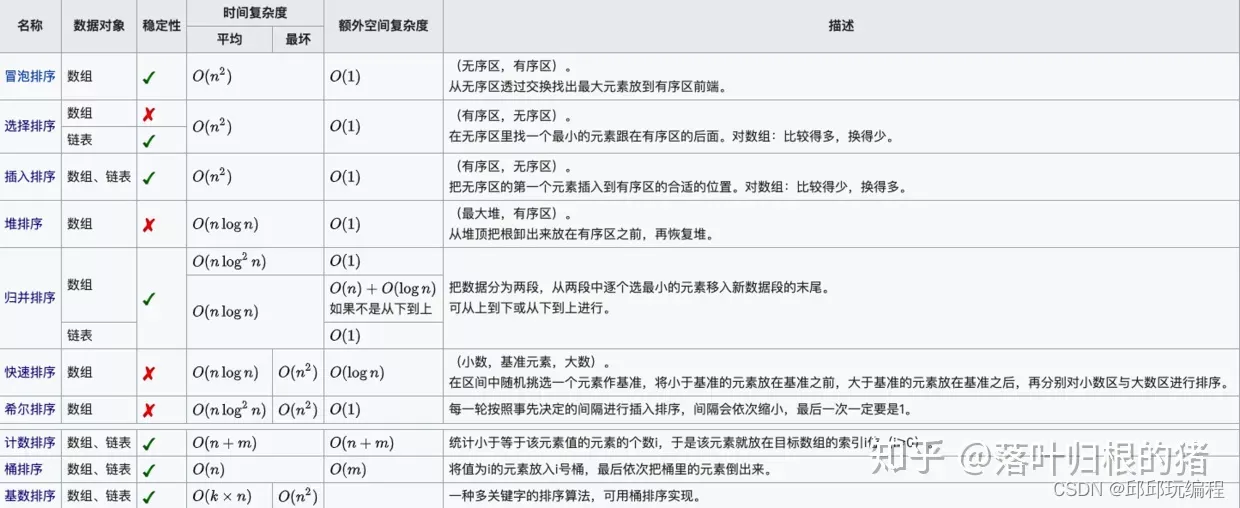 名称 数据对象 稳定性 时间复杂度 额外空间复杂度 描述
平均 最坏
冒泡排序 数组 ✓ O(n²) O(1) （无序区，有序区）。
从无序区透过交换找出最大元素放到有序区前端。
选择排序 数组 ✗ O(n²) O(1) （有序区，无序区）。
链表 ✓ 在无序区里找一个最小的元素跟在有序区的后面。对数组：比较得多，换得少。
插入排序 数组、链表 ✓ O(n²) O(1) （有序区，无序区）。
把无序区的第一个元素插入到有序区的合适的位置。对数组：比较得少，换得多。
堆排序 数组 ✗ O(n log n) O(1) （最大堆，有序区）。
从堆顶把根卸出来放在有序区之前，再恢复堆。
归并排序 数组 ✓ O(n log² n) O(1) 把数据分为两段，从两段中逐个选最小的元素移入新数据段的末尾。
O(n log n) O(n) + O(log n) 可从上到下或从下到上进行。
如果不是从下到上
链表 O(1)
快速排序 数组 ✗ O(n log n) O(n²) O(log n) （小数，基准元素，大数）。
在区间中随机挑选一个元素作基准，将小于基准的元素放在基准之前，大于基准的元素放在基准之后，再分别对小数区与大数区进行排序。
希尔排序 数组 ✗ O(n log² n) O(n²) O(1) 每一轮按照事先决定的间隔进行插入排序，间隔会依次缩小，最后一次一定要是1。
计数排序 数组、链表 ✓ O(n + m) O(n + m) 统计小于等于该元素值的元素的个数i，于是该元素就放在目标数组的索引i位（i≥0）。
桶排序 数组、链表 ✓ O(n) O(m) 将值为i的元素放入i号桶，最后依次把桶里的元素倒出来。
基数排序 数组、链表 ✓ O(k × n) O(n²) 一种多关键字的排序算法，可用桶排序实现。
知乎 @落叶归根的猪
CSDN @邱邱玩编程